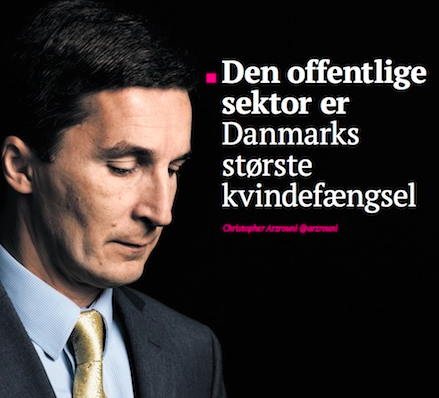 Den offentlige
sektor er
Danmarks
største
kvindefængsel
Christopher Arzrouni @arzrouni